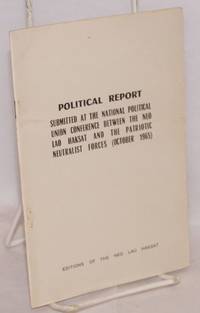 POLITICAL REPORT
SUBMITTED AT THE NATIONAL POLITICAL
UNION CONFERENCE BETWEEN THE NEO
LAO HAKSAT AND THE PATRIOTIC
NEUTRALIST FORCES (OCTOBER 1965)
EDITIONS OF THE NEO LAO HAKSAT